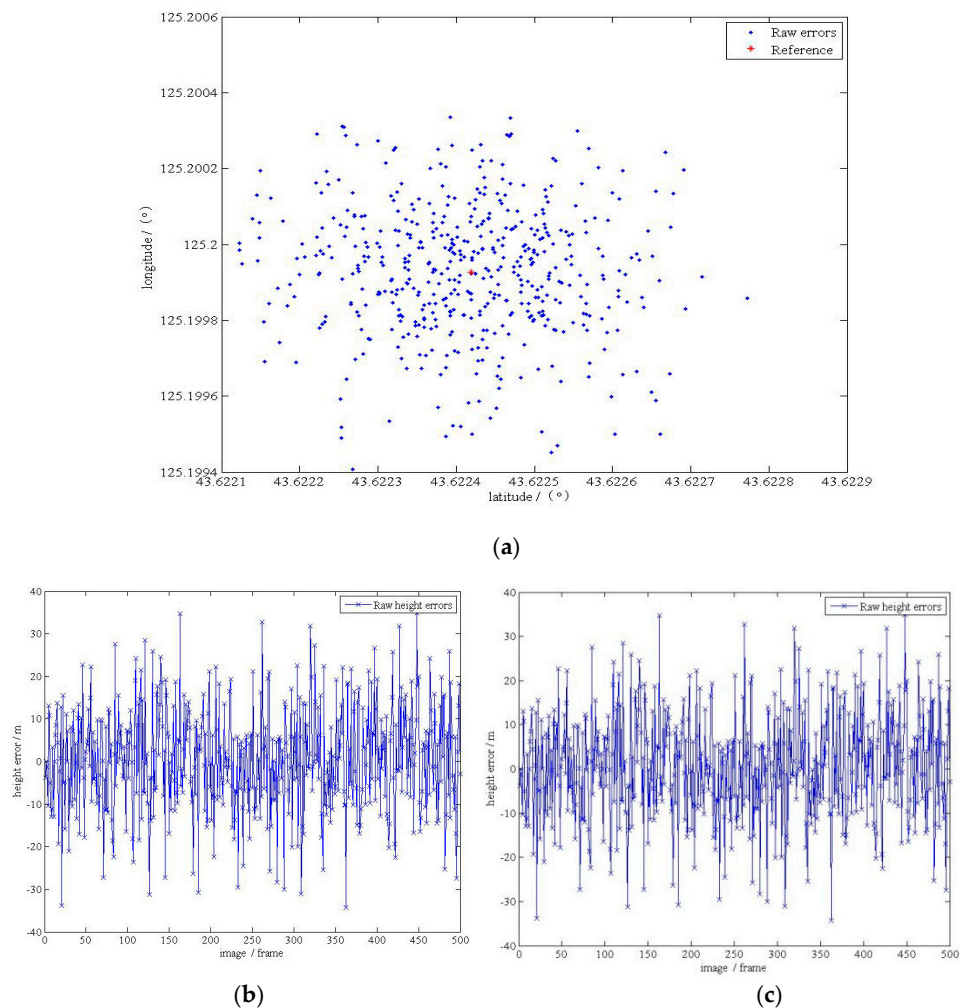 125.2006
125.2004
125.2002
125.2
125.1998
125.1996
125.1994
longitude / (°)
Raw errors
Reference
43.6221 43.6222 43.6223 43.6224 43.6225 43.6226 43.6227 43.6228 43.6229
latitude / (°)
(a)
40
30
20
10
0
-10
-20
-30
-40
height error / m
Raw height errors
0 50 100 150 200 250 300 350 400 450 500
image / frame
(b)
40
30
20
10
0
-10
-20
-30
-40
height error / m
Raw height errors
0 50 100 150 200 250 300 350 400 450 500
image / frame
(c)